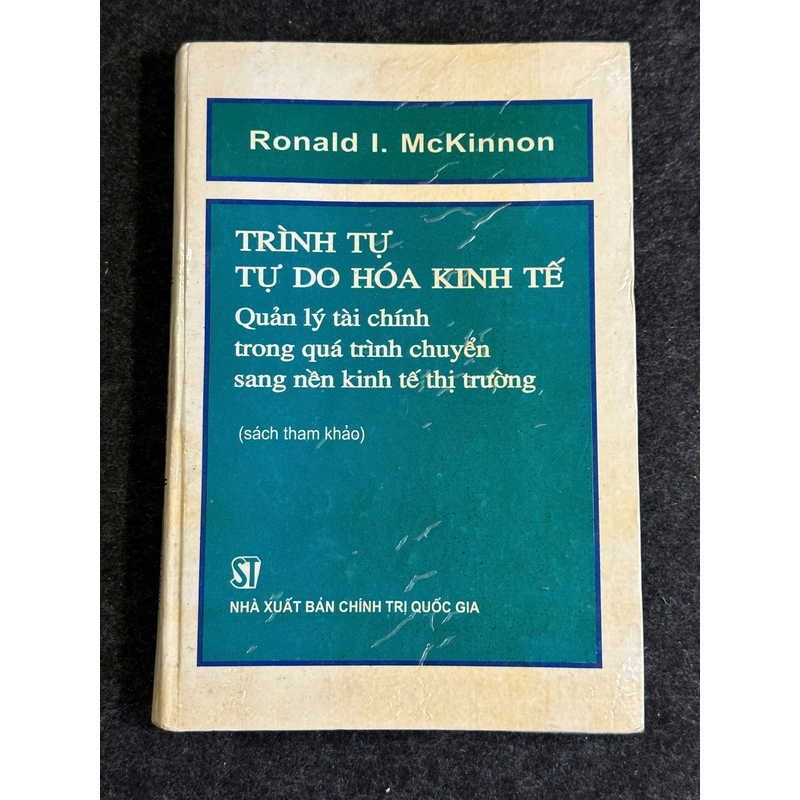 Ronald I. McKinnon
TRÌNH TỰ
TỰ DO HÓA KINH TẾ
Quản lý tài chính
trong quá trình chuyển
sang nền kinh tế thị trường
(sách tham khảo)
ST
NHÀ XUẤT BẢN CHÍNH TRỊ QUỐC GIA